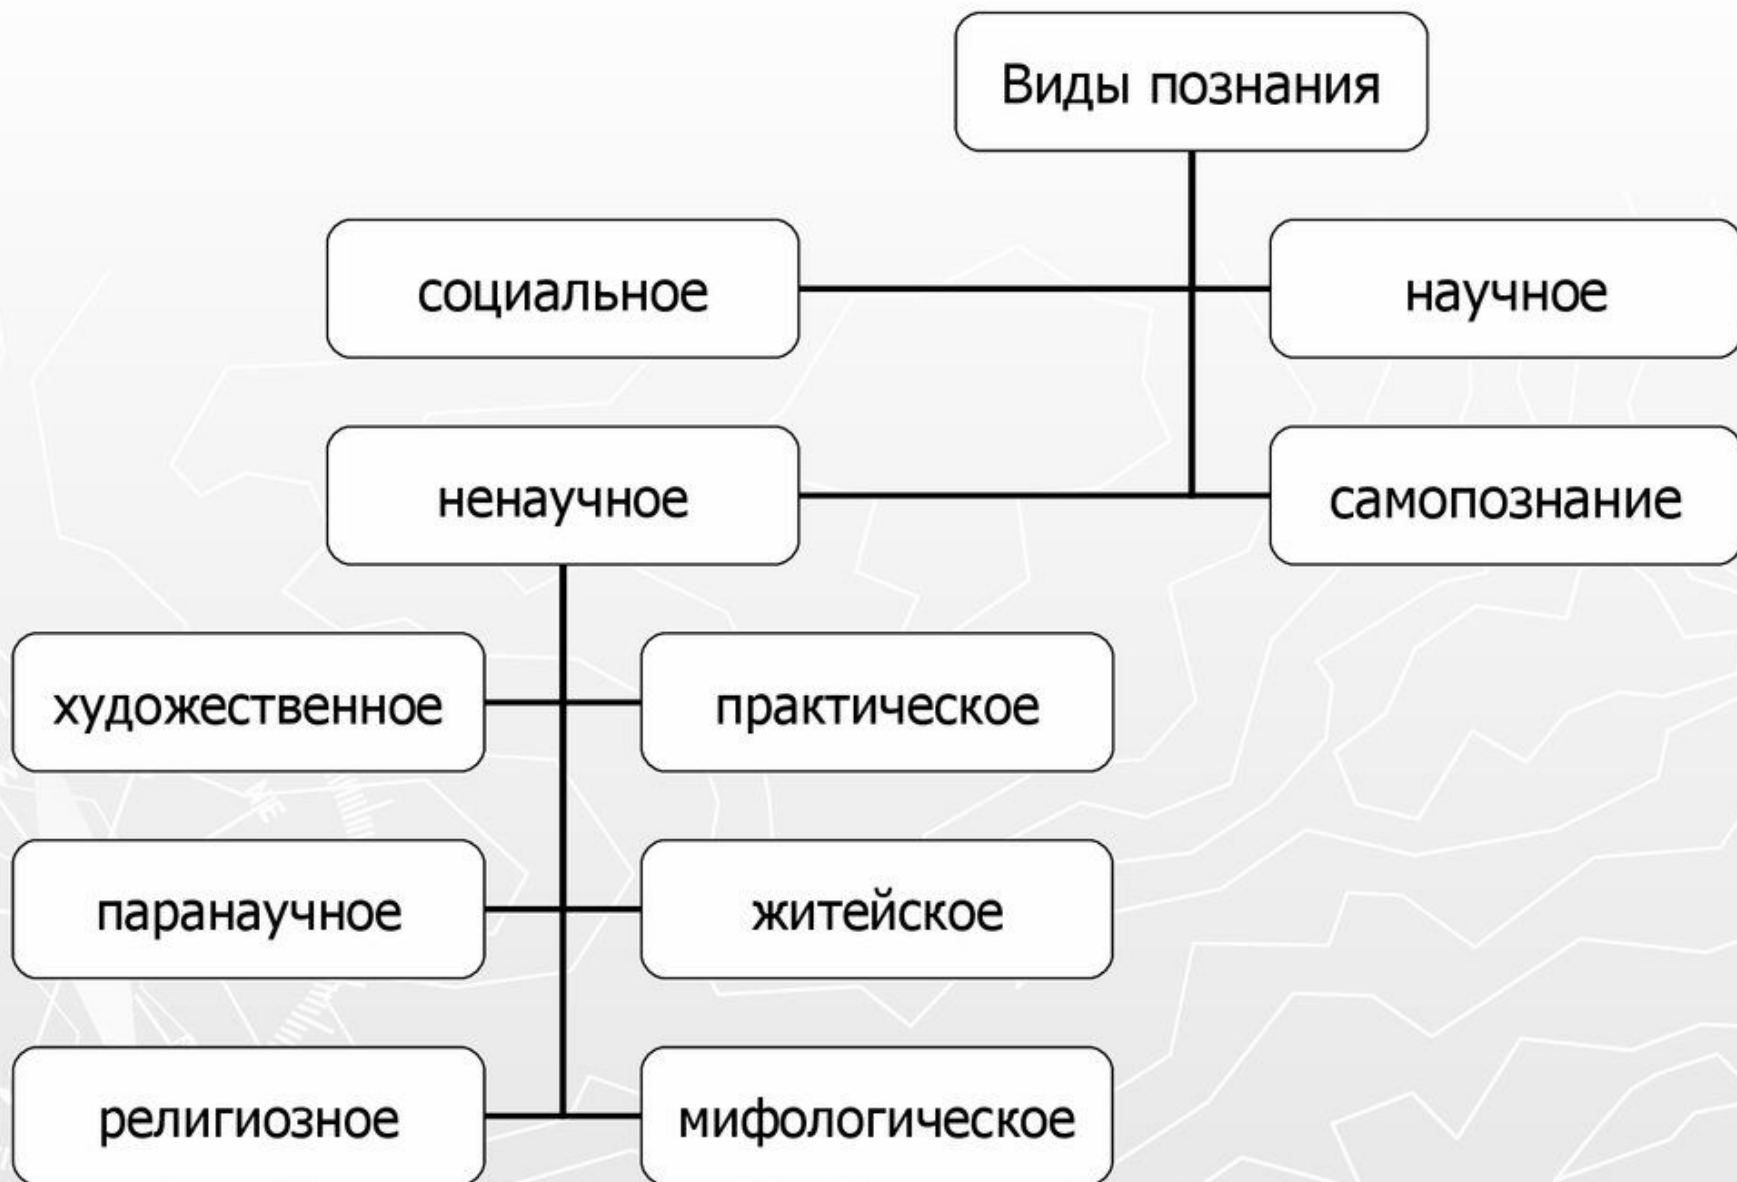 Виды познания
социальное
научное
ненаучное
самопознание
художественное
практическое
паранаучное
житейское
религиозное
мифологическое